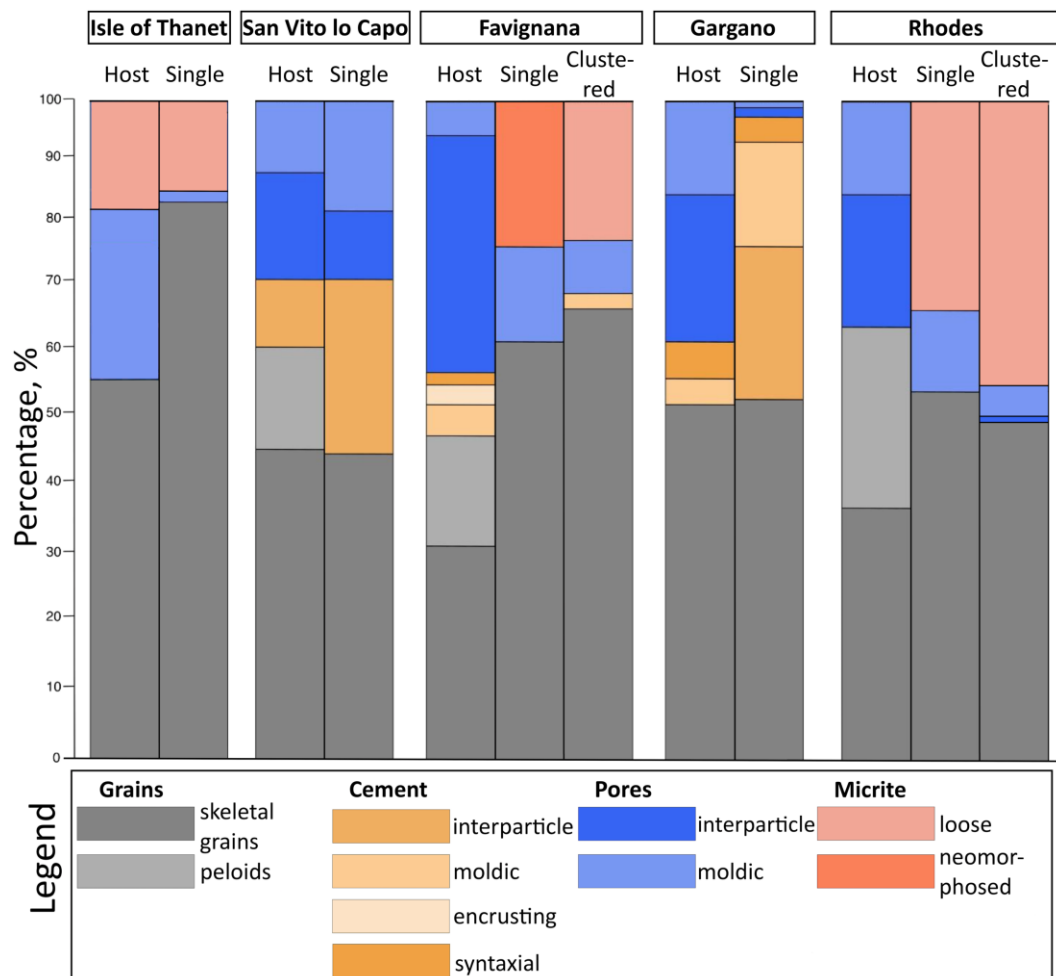 Isle of Thanet San Vito lo Capo Favignana Gargano Rhodes
Host Single Host Single Host Single Cluste-
red Host Single Host Single Cluste-
red
100
90
80
70
60
50
40
30
20
10
0
Percentage, %
Legend
Grains
skeletal
grains
peloids
Cement
interparticle
moldic
encrusting
syntaxial
Pores
interparticle
moldic
Micrite
loose
neomor-
phosed